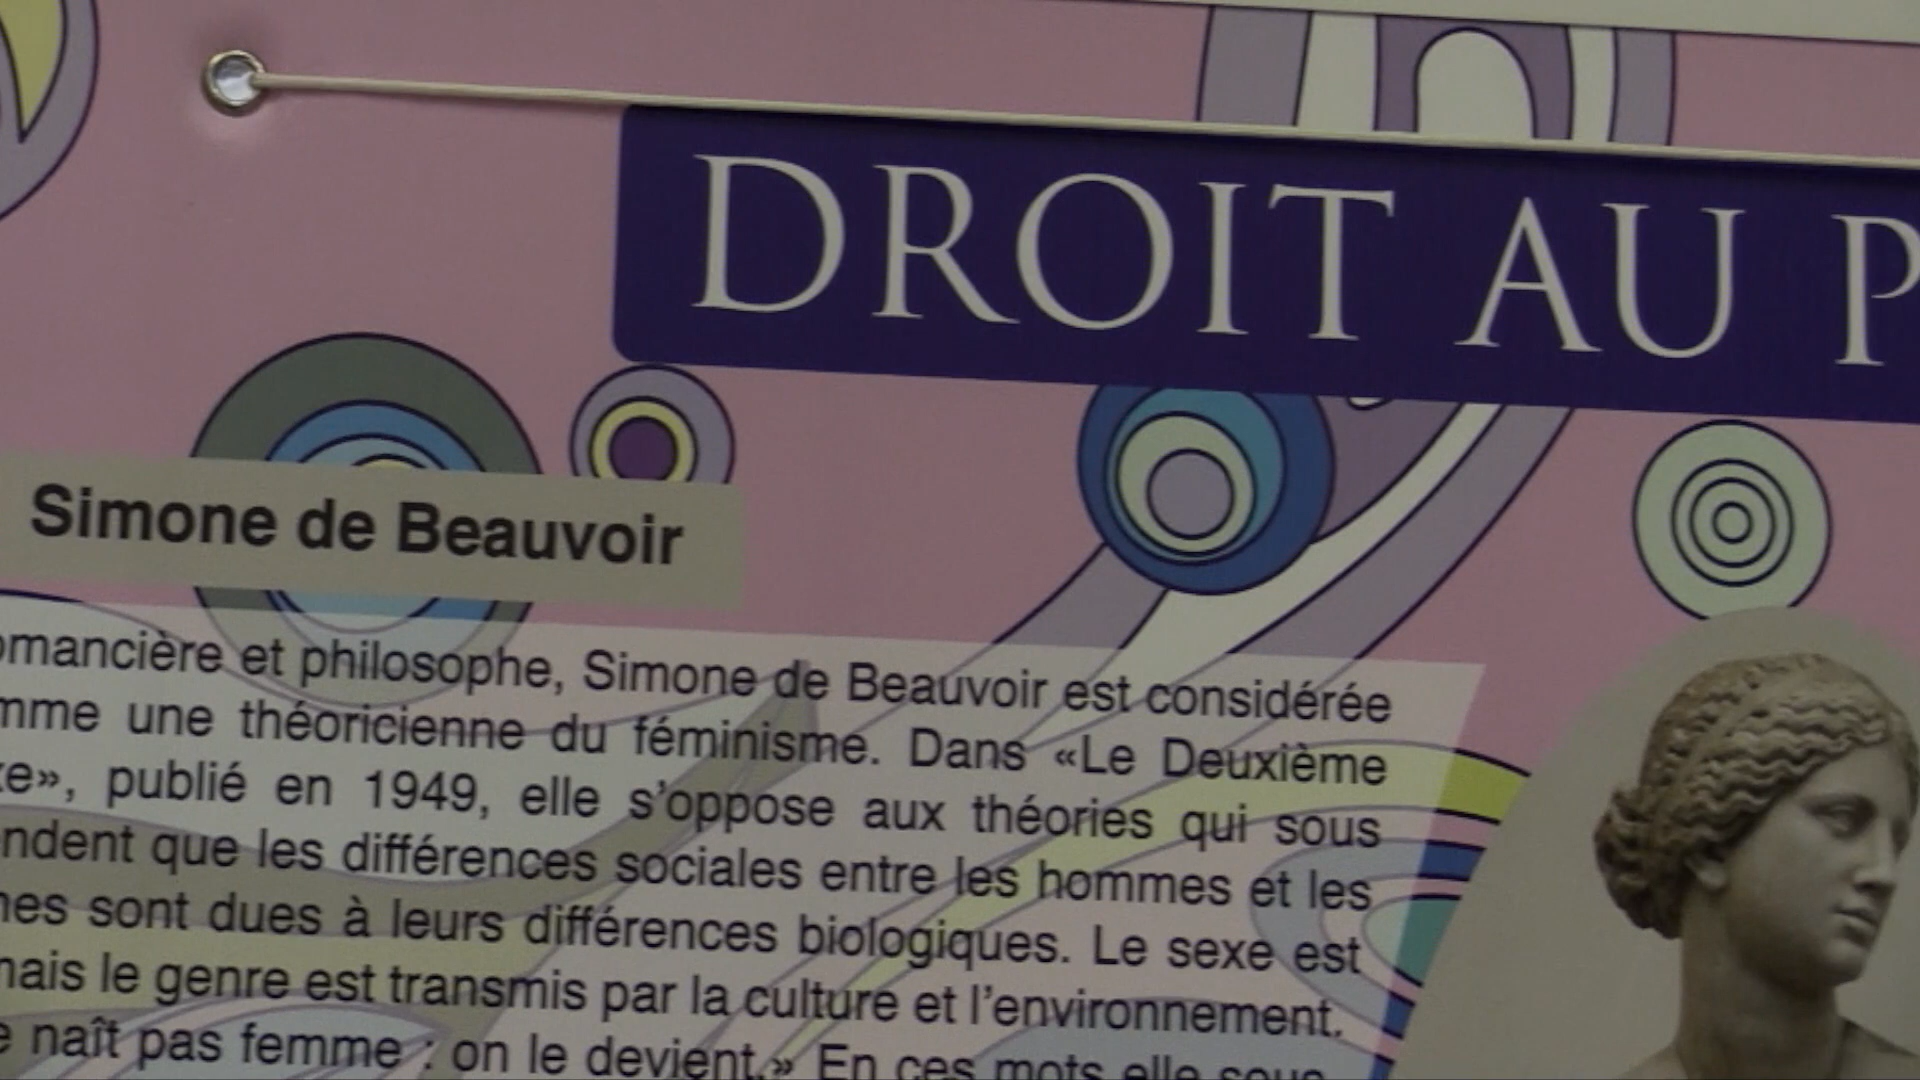 DROIT AU P
Simone de Beauvoir
omancière et philosophe, Simone de Beauvoir est considérée
mme une théoricienne du féminisme. Dans «Le Deuxième
xe», publié en 1949, elle s'oppose aux théories qui sous
ndent que les différences sociales entre les hommes et les
nes sont dues à leurs différences biologiques. Le sexe est
nais le genre est transmis par la culture et l'environnement.
e naît pas femme : on le devient.» En ces mots elle sous